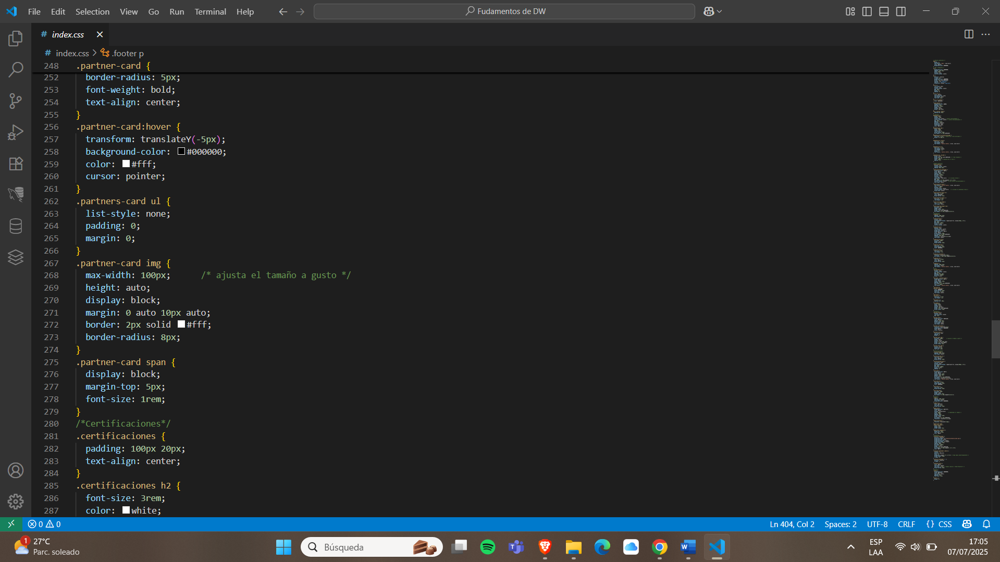 File Edit Selection View Go Run Terminal Help
Fudamentos de DW
# index.css
# index.css > .footer p
248 .partner-card {
252 border-radius: 5px;
253 font-weight: bold;
254 text-align: center;
255 }
256 .partner-card:hover {
257 transform: translateY(-5px);
258 background-color: #000000;
259 color: #fff;
260 cursor: pointer;
261 }
262 .partners-card ul {
263 list-style: none;
264 padding: 0;
265 margin: 0;
266 }
267 .partner-card img {
268 max-width: 100px; /* ajusta el tamaño a gusto */
269 height: auto;
270 display: block;
271 margin: 0 auto 10px auto;
272 border: 2px solid #fff;
273 border-radius: 8px;
274 }
275 .partner-card span {
276 display: block;
277 margin-top: 5px;
278 font-size: 1rem;
279 }
280 /*Certificaciones*/
281 .certificaciones {
282 padding: 100px 20px;
283 text-align: center;
284 }
285 .certificaciones h2 {
286 font-size: 3rem;
287 color: white;
0 0
Ln 404, Col 2 Spaces: 2 UTF-8 CRLF {} CSS
1
27°C
Parc. soleado
Búsqueda
ESP
LAA
17:05
07/07/2025